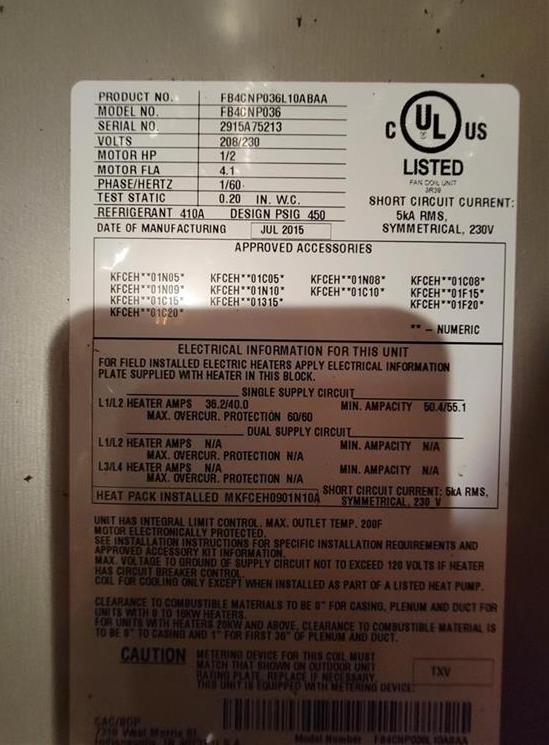 PRODUCT NO. FB4CNP036L10ABAA
MODEL NO. FB4CNP036
SERIAL NO. 2915A75213
VOLTS 208/230
MOTOR HP 1/2
MOTOR FLA 4.1
PHASE/HERTZ 1/60
TEST STATIC 0.20 IN. W.C.
REFRIGERANT 410A DESIGN PSIG 450
DATE OF MANUFACTURING JUL 2015
C UL US
LISTED
FAN COIL UNIT
3R39
SHORT CIRCUIT CURRENT:
5kA RMS,
SYMMETRICAL, 230V
APPROVED ACCESSORIES
KFCEH**01N05* KFCEH**01C05* KFCEH**01N08* KFCEH**01C08*
KFCEH**01N09* KFCEH**01N10* KFCEH**01C10* KFCEH**01F15*
KFCEH**01C15* KFCEH**01315* KFCEH**01F20*
KFCEH**01C20*
** - NUMERIC
ELECTRICAL INFORMATION FOR THIS UNIT
FOR FIELD INSTALLED ELECTRIC HEATERS APPLY ELECTRICAL INFORMATION
PLATE SUPPLIED WITH HEATER IN THIS BLOCK.
SINGLE SUPPLY CIRCUIT
L1/L2 HEATER AMPS 36.2/40.0 MIN. AMPACITY 50.4/55.1
MAX. OVERCUR. PROTECTION 60/60
DUAL SUPPLY CIRCUIT
L1/L2 HEATER AMPS N/A MIN. AMPACITY N/A
MAX. OVERCUR. PROTECTION N/A
L3/L4 HEATER AMPS N/A MIN. AMPACITY N/A
MAX. OVERCUR. PROTECTION N/A
HEAT PACK INSTALLED MKFCEH0901N10A SHORT CIRCUIT CURRENT: 5kA RMS,
SYMMETRICAL, 230 V
UNIT HAS INTEGRAL LIMIT CONTROL. MAX. OUTLET TEMP. 200F
MOTOR ELECTRONICALLY PROTECTED.
SEE INSTALLATION INSTRUCTIONS FOR SPECIFIC INSTALLATION REQUIREMENTS AND
APPROVED ACCESSORY KIT INFORMATION.
MAX. VOLTAGE TO GROUND OF SUPPLY CIRCUIT NOT TO EXCEED 120 VOLTS IF HEATER
HAS CIRCUIT BREAKER CONTROL.
COIL FOR COOLING ONLY EXCEPT WHEN INSTALLED AS PART OF A LISTED HEAT PUMP.
CLEARANCE TO COMBUSTIBLE MATERIALS TO BE 0" FOR CASING, PLENUM AND DUCT FOR
UNITS WITH 0 TO 18KW HEATERS.
FOR UNITS WITH HEATERS 20KW AND ABOVE, CLEARANCE TO COMBUSTIBLE MATERIAL IS
TO BE 0" TO CASING AND 1" FOR FIRST 36" OF PLENUM AND DUCT.
CAUTION METERING DEVICE FOR THIS COIL MUST
MATCH THAT SHOWN ON OUTDOOR UNIT
RATING PLATE. REPLACE IF NECESSARY.
THIS UNIT IS EQUIPPED WITH METERING DEVICE:
TXV
CAC/BDP
7310 West Morris St.
Indianapolis, IN U.S.A.
Model Number FB4CNP036L10ABAA